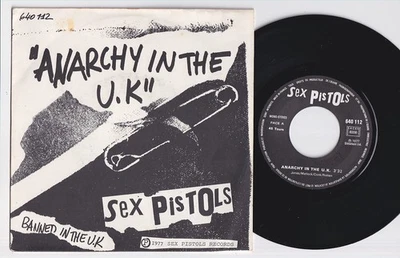 640 112
"ANARCHY IN THE
U.K"
sex PISTOLS
BANNED IN THE U.K
℗ 1977 SEX PISTOLS RECORDS
sex PISTOLS
FACE A
45 Tours
640 112
ANARCHY IN THE U.K.